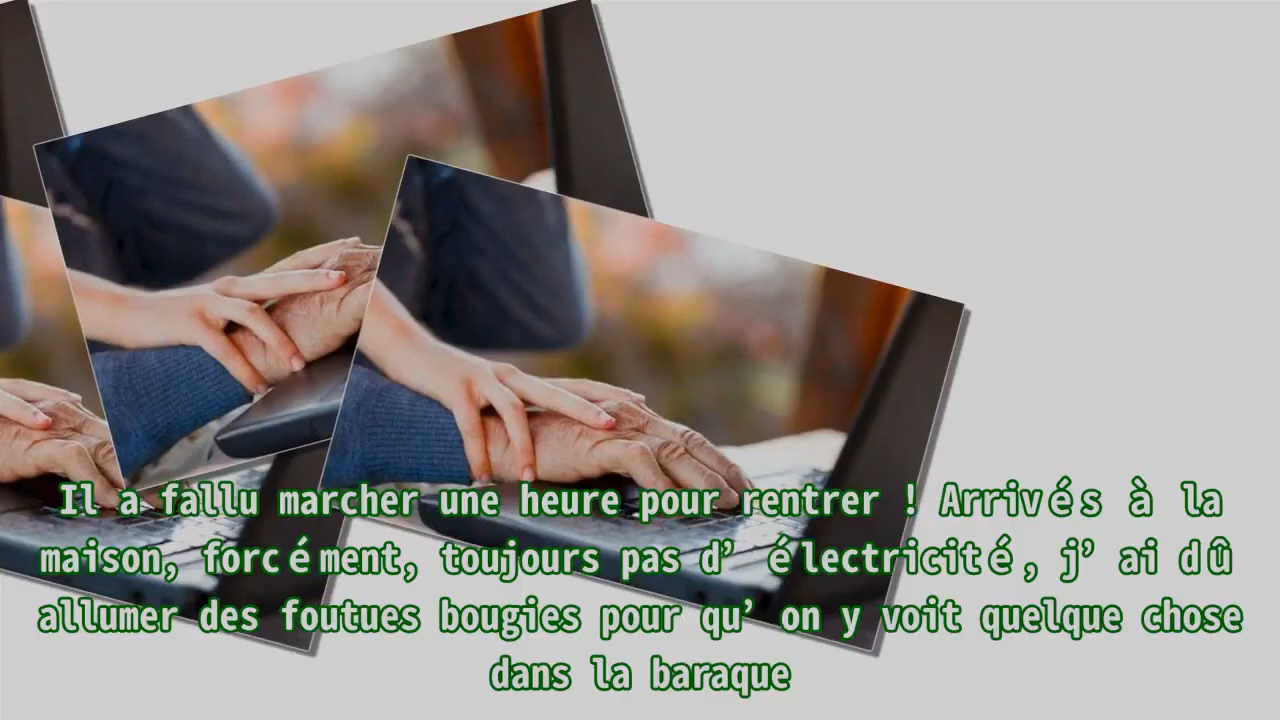 Il a fallu marcher une heure pour rentrer ! Arrivés à la
maison, forcément, toujours pas d’ électricité, j’ ai dû
allumer des foutues bougies pour qu’ on y voit quelque chose
dans la baraque